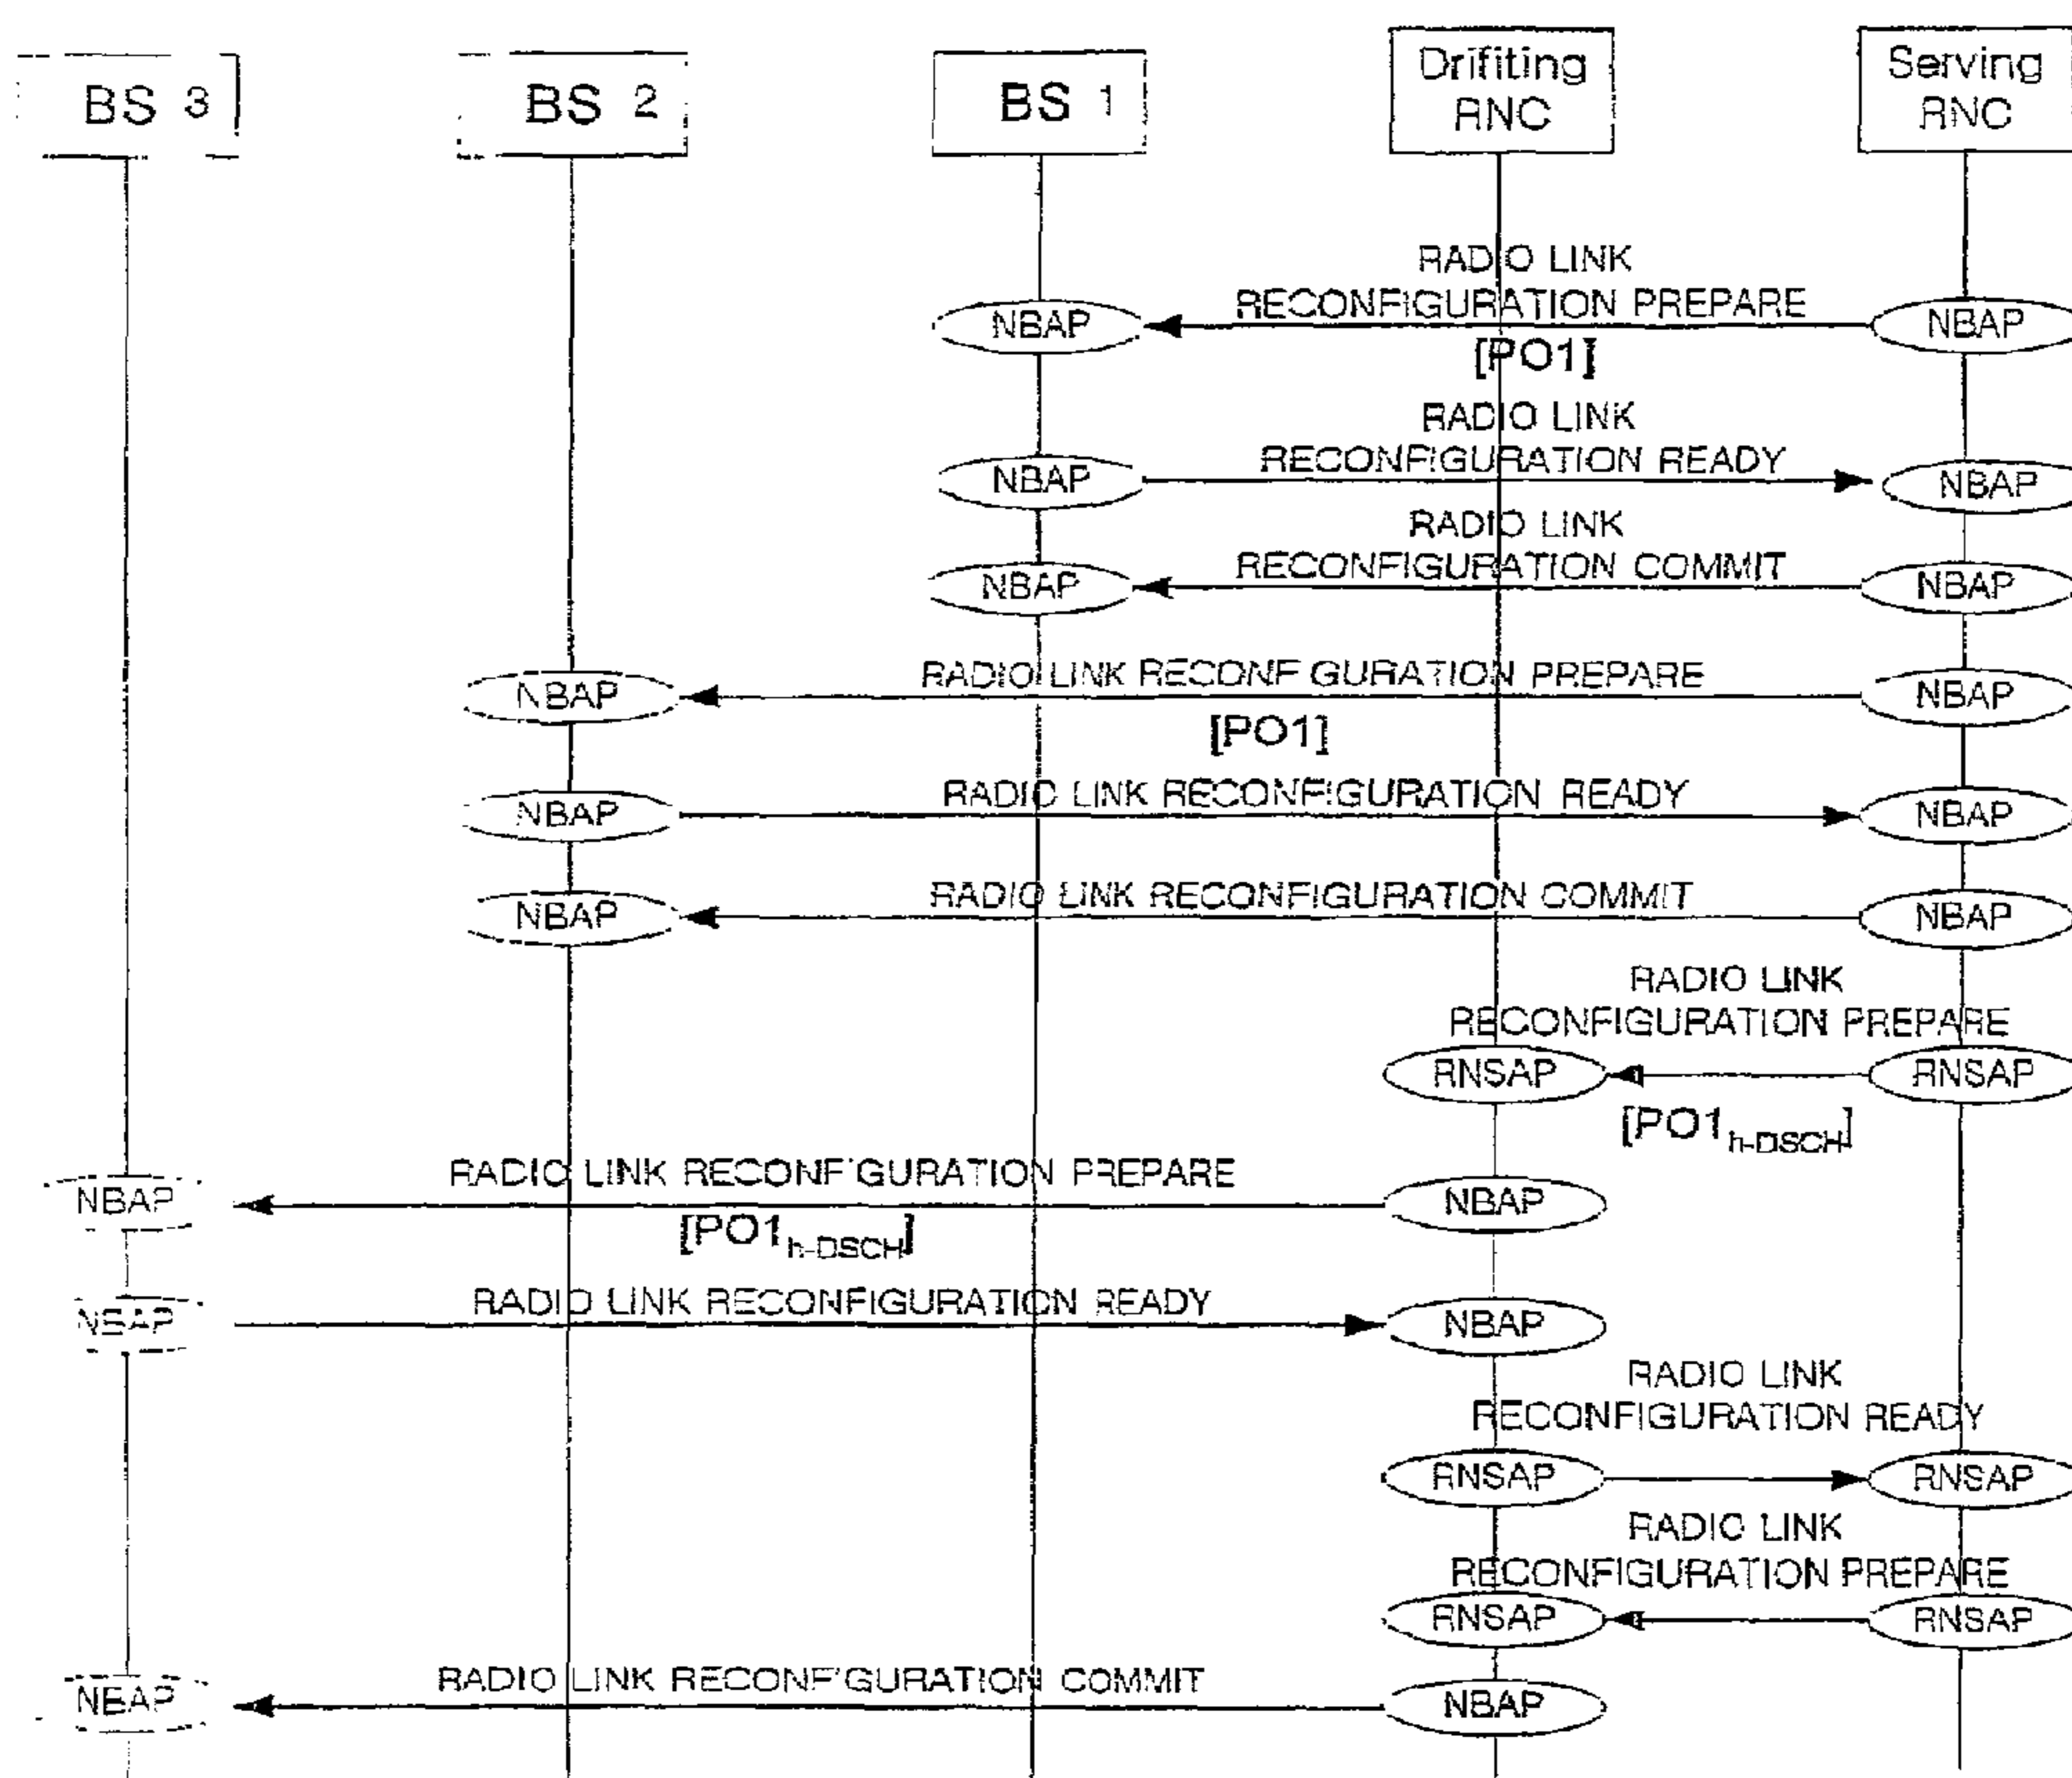 BS 3
BS 2
BS 1
Drifiting
RNC
Serving
RNC
RADIO LINK
RECONFIGURATION PREPARE
NBAP
NBAP
[PO1]
RADIO LINK
RECONFIGURATION READY
NBAP
NBAP
RADIO LINK
RECONFIGURATION COMMIT
NBAP
NBAP
RADIO LINK RECONFIGURATION PREPARE
NBAP
NBAP
[PO1]
RADIO LINK RECONFIGURATION READY
NBAP
NBAP
RADIO LINK RECONFIGURATION COMMIT
NBAP
NBAP
RADIO LINK
RECONFIGURATION PREPARE
RNSAP
RNSAP
[PO1h-DSCH]
RADIO LINK RECONFIGURATION PREPARE
NBAP
NBAP
[PO1h-DSCH]
RADIO LINK RECONFIGURATION READY
NBAP
NBAP
RADIO LINK
RECONFIGURATION READY
RNSAP
RNSAP
RADIO LINK
RECONFIGURATION PREPARE
RNSAP
RNSAP
RADIO LINK RECONFIGURATION COMMIT
NBAP
NBAP